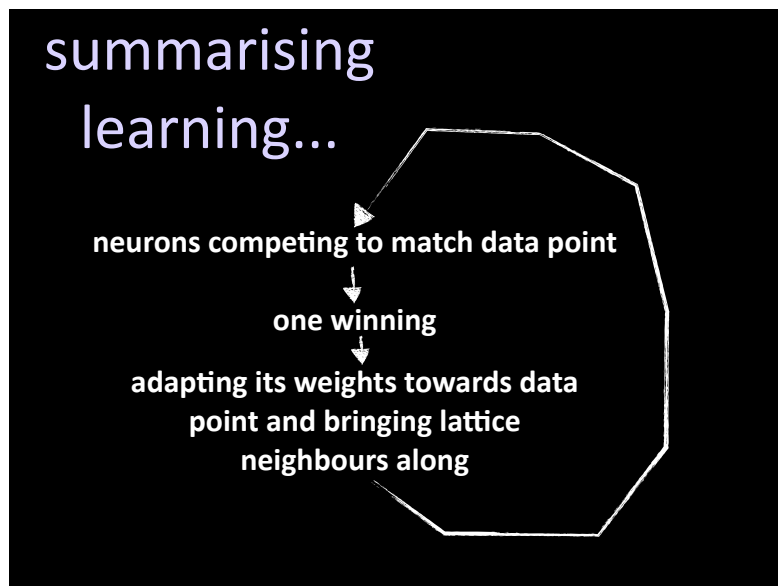 summarising
learning...
neurons competing to match data point
one winning
adapting its weights towards data
point and bringing lattice
neighbours along